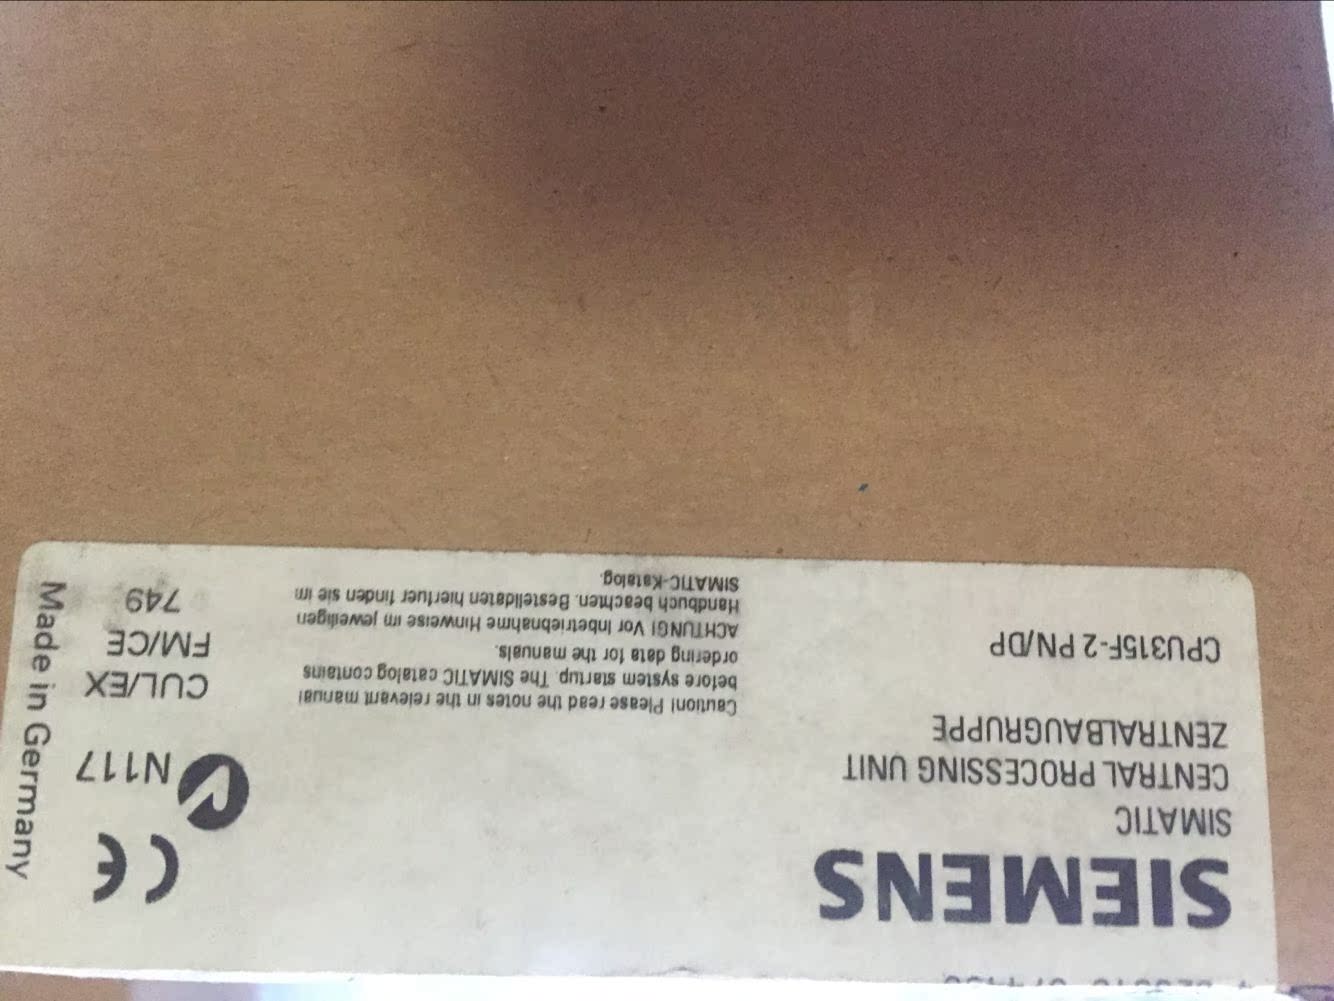 SIEMENS
SIMATIC
CENTRAL PROCESSING UNIT
ZENTRALBAUGRUPPE
CPU315F-2 PN/DP
Caution! Please read the notes in the relevant manual
before system startup. The SIMATIC catalog contains
ordering data for the manuals.
ACHTUNG! Vor Inbetriebnahme Hinweise im jeweiligen
Handbuch beachten. Bestelldaten hierfuer finden sie im
SIMATIC-Katalog.
CE
N117
CUL/EX
FM/CE
749
Made in Germany